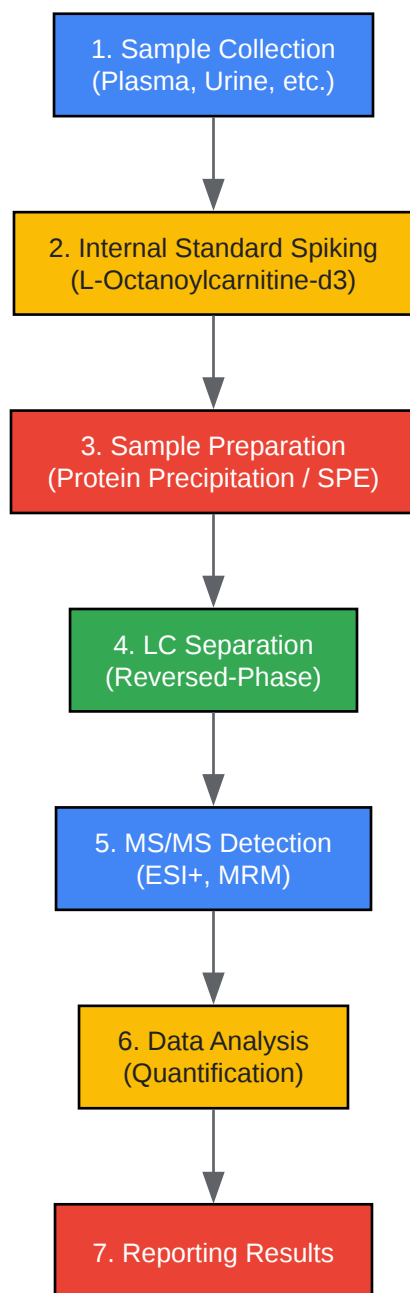 1. Sample Collection
(Plasma, Urine, etc.)
2. Internal Standard Spiking
(L-Octanoylcarnitine-d3)
3. Sample Preparation
(Protein Precipitation / SPE)
4. LC Separation
(Reversed-Phase)
5. MS/MS Detection
(ESI+, MRM)
6. Data Analysis
(Quantification)
7. Reporting Results